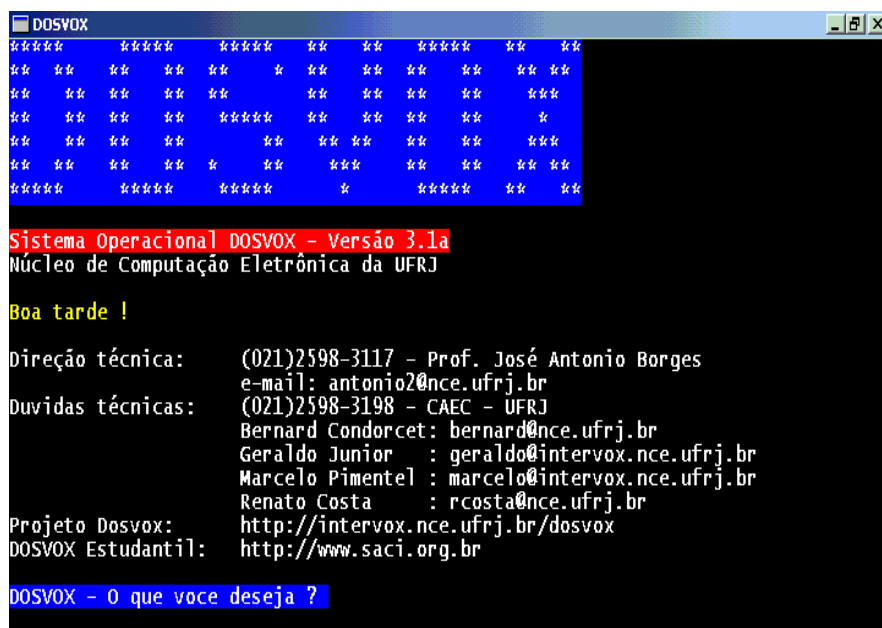 DOSVOX
DOSVOX
Sistema Operacional DOSVOX - Versão 3.1a
Núcleo de Computação Eletrônica da UFRJ
Boa tarde !
Direção técnica: (021)2598-3117 - Prof. José Antonio Borges
e-mail: antonio2@nce.ufrj.br
Duvidas técnicas: (021)2598-3198 - CAEC - UFRJ
Bernard Condorcet: bernard@nce.ufrj.br
Geraldo Junior : geraldo@intervox.nce.ufrj.br
Marcelo Pimentel : marcelo@intervox.nce.ufrj.br
Renato Costa : rcosta@nce.ufrj.br
Projeto Dosvox: http://intervox.nce.ufrj.br/dosvox
DOSVOX Estudantil: http://www.saci.org.br
DOSVOX - O que voce deseja ?